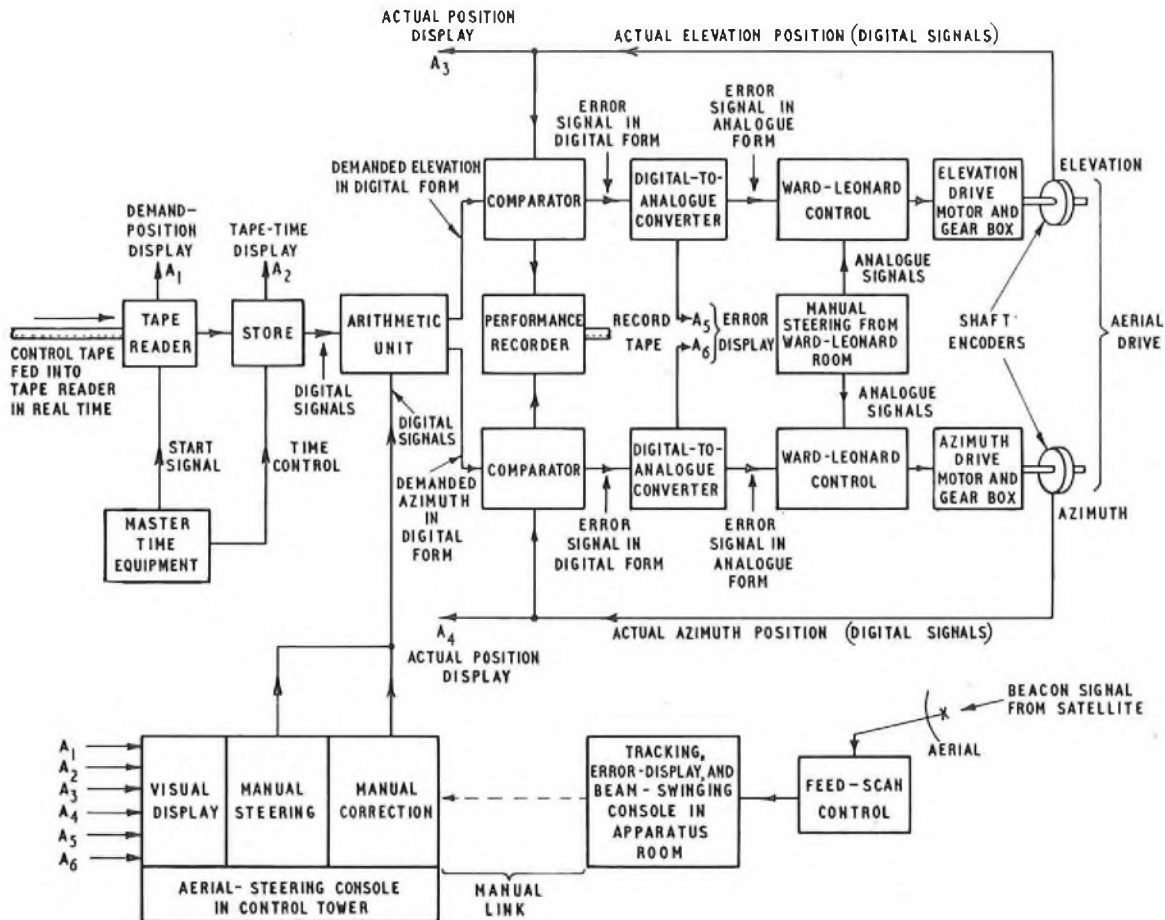 ACTUAL POSITION
DISPLAY
A3
ACTUAL ELEVATION POSITION (DIGITAL SIGNALS)
ERROR
SIGNAL IN
DIGITAL FORM
ERROR
SIGNAL IN
ANALOGUE
FORM
DEMANDED ELEVATION
IN DIGITAL FORM
COMPARATOR
DIGITAL-TO-
ANALOGUE
CONVERTER
WARD-LEONARD
CONTROL
ELEVATION
DRIVE
MOTOR AND
GEAR BOX
ELEVATION
DEMAND-
POSITION
DISPLAY
A1
TAPE-TIME
DISPLAY
A2
ANALOGUE
SIGNALS
TAPE
READER
STORE
ARITHMETIC
UNIT
PERFORMANCE
RECORDER
RECORD
TAPE
A5
A6
ERROR
DISPLAY
MANUAL
STEERING FROM
WARD-LEONARD
ROOM
SHAFT
ENCODERS
AERIAL
DRIVE
CONTROL TAPE
FED INTO
TAPE READER
IN REAL TIME
DIGITAL
SIGNALS
DIGITAL
SIGNALS
ANALOGUE
SIGNALS
START
SIGNAL
TIME
CONTROL
COMPARATOR
DIGITAL-TO-
ANALOGUE
CONVERTER
WARD-LEONARD
CONTROL
AZIMUTH
DRIVE
MOTOR AND
GEAR BOX
AZIMUTH
DEMANDED
AZIMUTH
IN
DIGITAL
FORM
MASTER
TIME
EQUIPMENT
ERROR
SIGNAL IN
DIGITAL FORM
ERROR
SIGNAL IN
ANALOGUE
FORM
A4
ACTUAL POSITION
DISPLAY
ACTUAL AZIMUTH POSITION (DIGITAL SIGNALS)
BEACON SIGNAL
FROM SATELLITE
AERIAL
A1
A2
A3
A4
A5
A6
VISUAL
DISPLAY
MANUAL
STEERING
MANUAL
CORRECTION
TRACKING,
ERROR-DISPLAY, AND
BEAM-SWINGING
CONSOLE IN
APPARATUS
ROOM
FEED-SCAN
CONTROL
AERIAL-STEERING CONSOLE
IN CONTROL TOWER
MANUAL
LINK